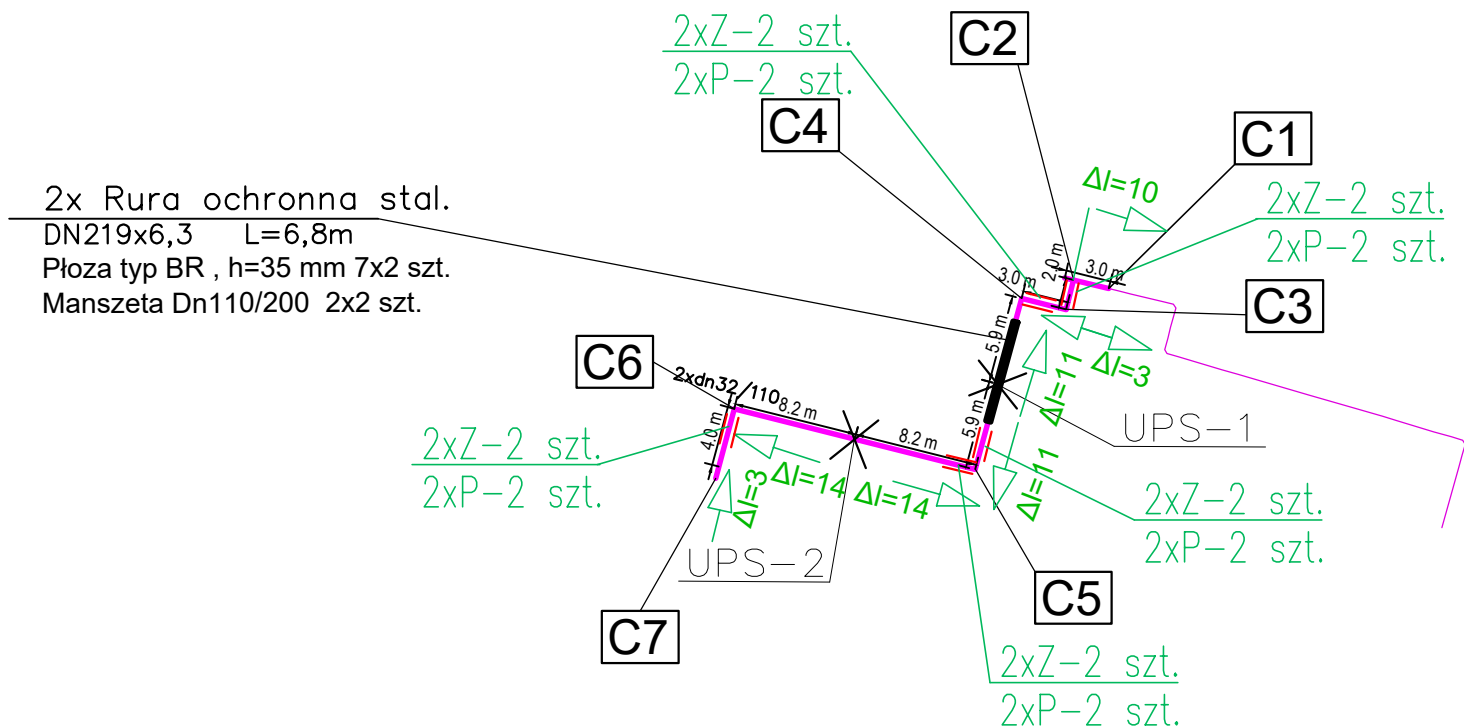 2xZ-2 szt.
2xP-2 szt.
C2
C4
C1
Δl=10
2xZ-2 szt.
2xP-2 szt.
2x Rura ochronna stal.
DN219x6,3 L=6,8m
Płoza typ BR , h=35 mm 7x2 szt.
Manszeta Dn110/200 2x2 szt.
3.0 m
2.0 m
3.0 m
C3
5.9 m
Δl=3
Δl=11
C6
2xdn32/110
8.2 m
5.9 m
UPS-1
4.0 m
8.2 m
2xZ-2 szt.
2xP-2 szt.
Δl=3
Δl=14
Δl=14
Δl=11
2xZ-2 szt.
2xP-2 szt.
UPS-2
C5
C7
2xZ-2 szt.
2xP-2 szt.